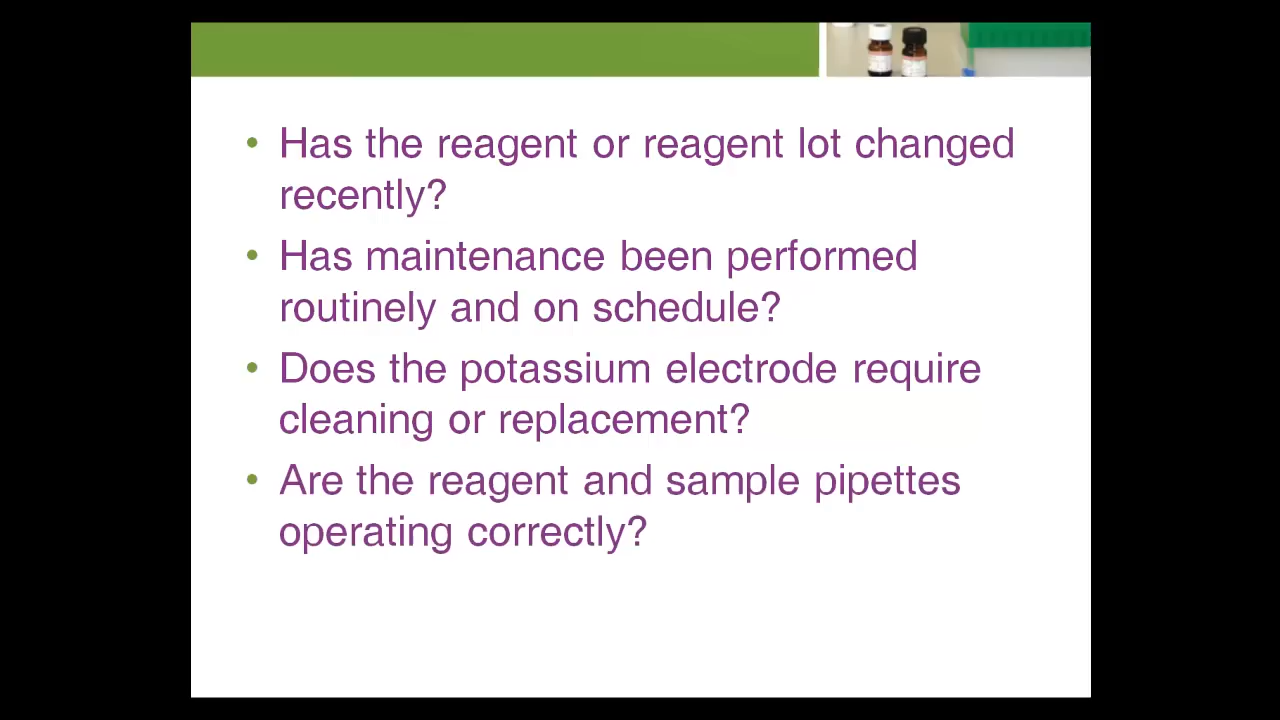 • Has the reagent or reagent lot changed
recently?
• Has maintenance been performed
routinely and on schedule?
• Does the potassium electrode require
cleaning or replacement?
• Are the reagent and sample pipettes
operating correctly?